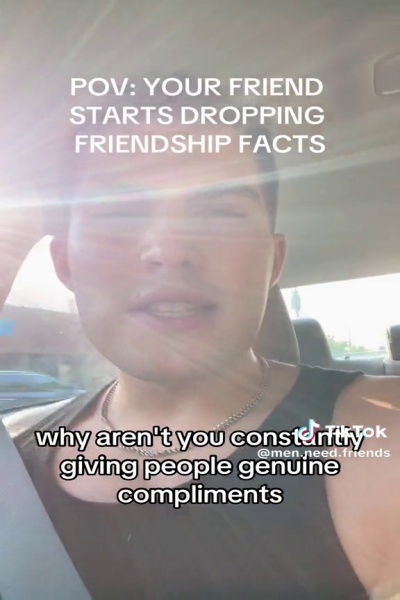 POV: YOUR FRIEND
STARTS DROPPING
FRIENDSHIP FACTS
why aren't you constantly
TikTok
@men.need.friends
giving people genuine
compliments